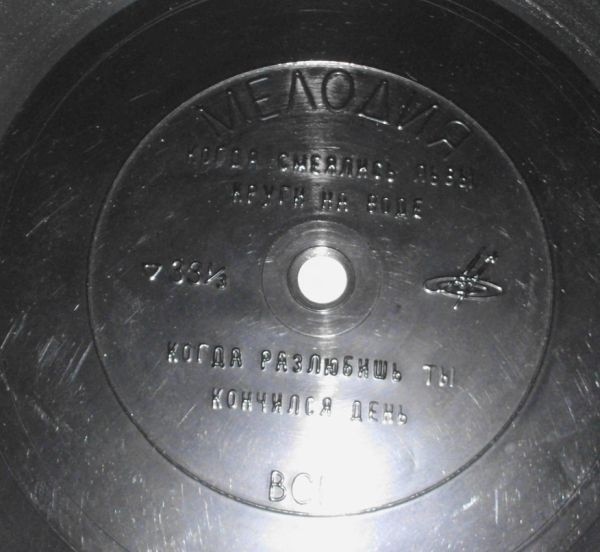 МЕЛОДИЯ
КОГДА СМЕЯЛИСЬ ЛЬВЫ
КРУГИ НА ВОДЕ
33⅓
КОГДА РАЗЛЮБИШЬ ТЫ
КОНЧИЛСЯ ДЕНЬ